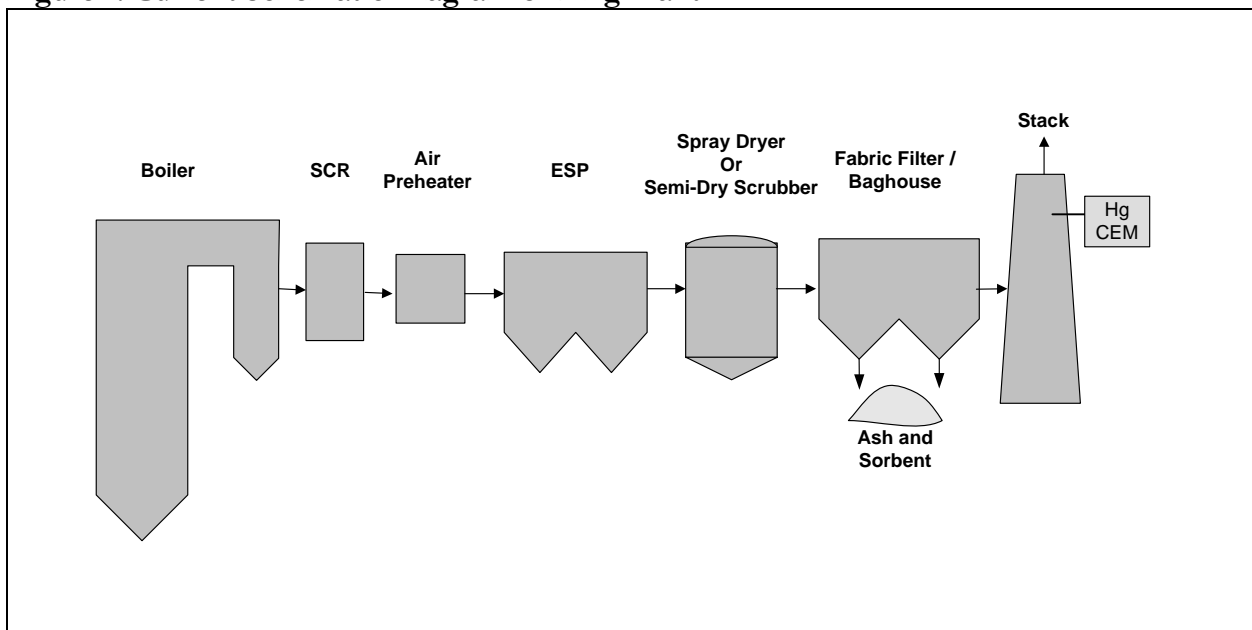 Boiler
SCR
Air
Preheater
ESP
Spray Dryer
Or
Semi-Dry Scrubber
Fabric Filter /
Baghouse
Stack
Hg
CEM
Ash and
Sorbent